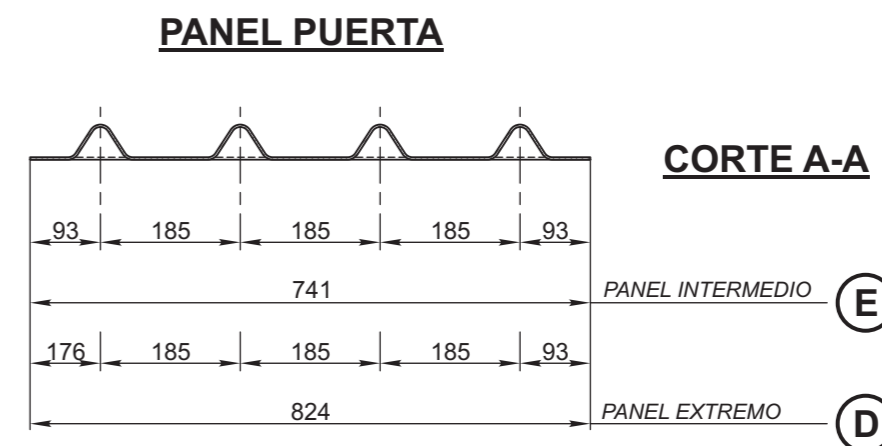 PANEL PUERTA
CORTE A-A
93 185 185 185 93
741 PANEL INTERMEDIO E
176 185 185 185 93
824 PANEL EXTREMO D